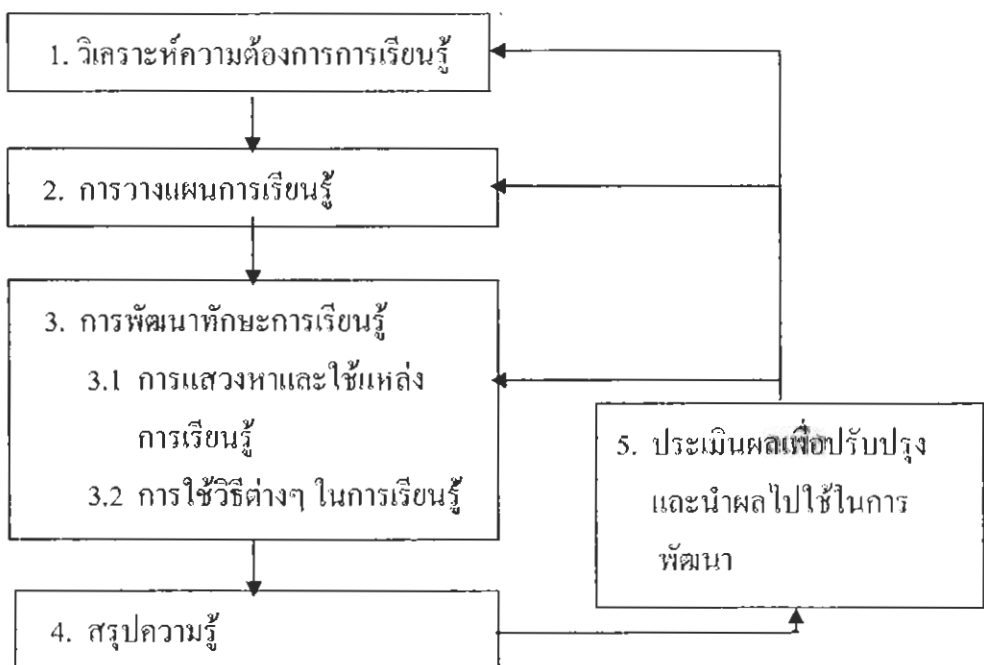 1. วิเคราะห์ความต้องการการเรียนรู้
2. การวางแผนการเรียนรู้
3. การพัฒนาทักษะการเรียนรู้
3.1 การแสวงหาและใช้แหล่ง
การเรียนรู้
3.2 การใช้วิธีต่างๆ ในการเรียนรู้
4. สรุปความรู้
5. ประเมินผลเพื่อปรับปรุง
และนำผลไปใช้ในการ
พัฒนา